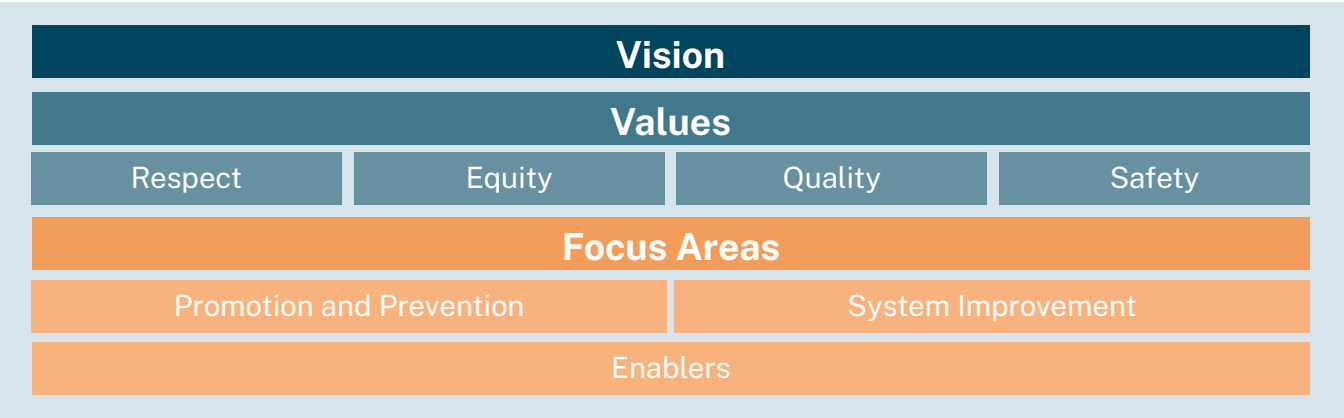 Vision
Values
Respect Equity Quality Safety
Focus Areas
Promotion and Prevention System Improvement
Enablers